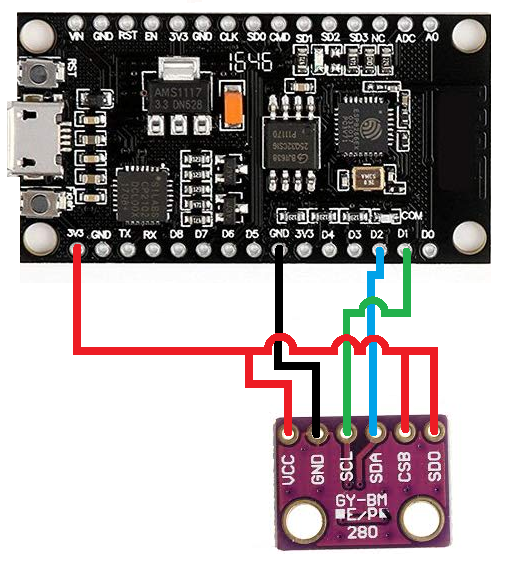 VIN GND RST EN 3V3 GND CLK SD0 CMD SD1 SD2 SD3 NC ADC A0
1646
RST
AMS1117
3.3 DN528
25Q32CS16
COM
3V3 GND TX RX D8 D7 D6 D5 GND 3V3 D4 D3 D2 D1 D0
VCC GND SCL SDA CSB SDO
GY-BM
E/P
280